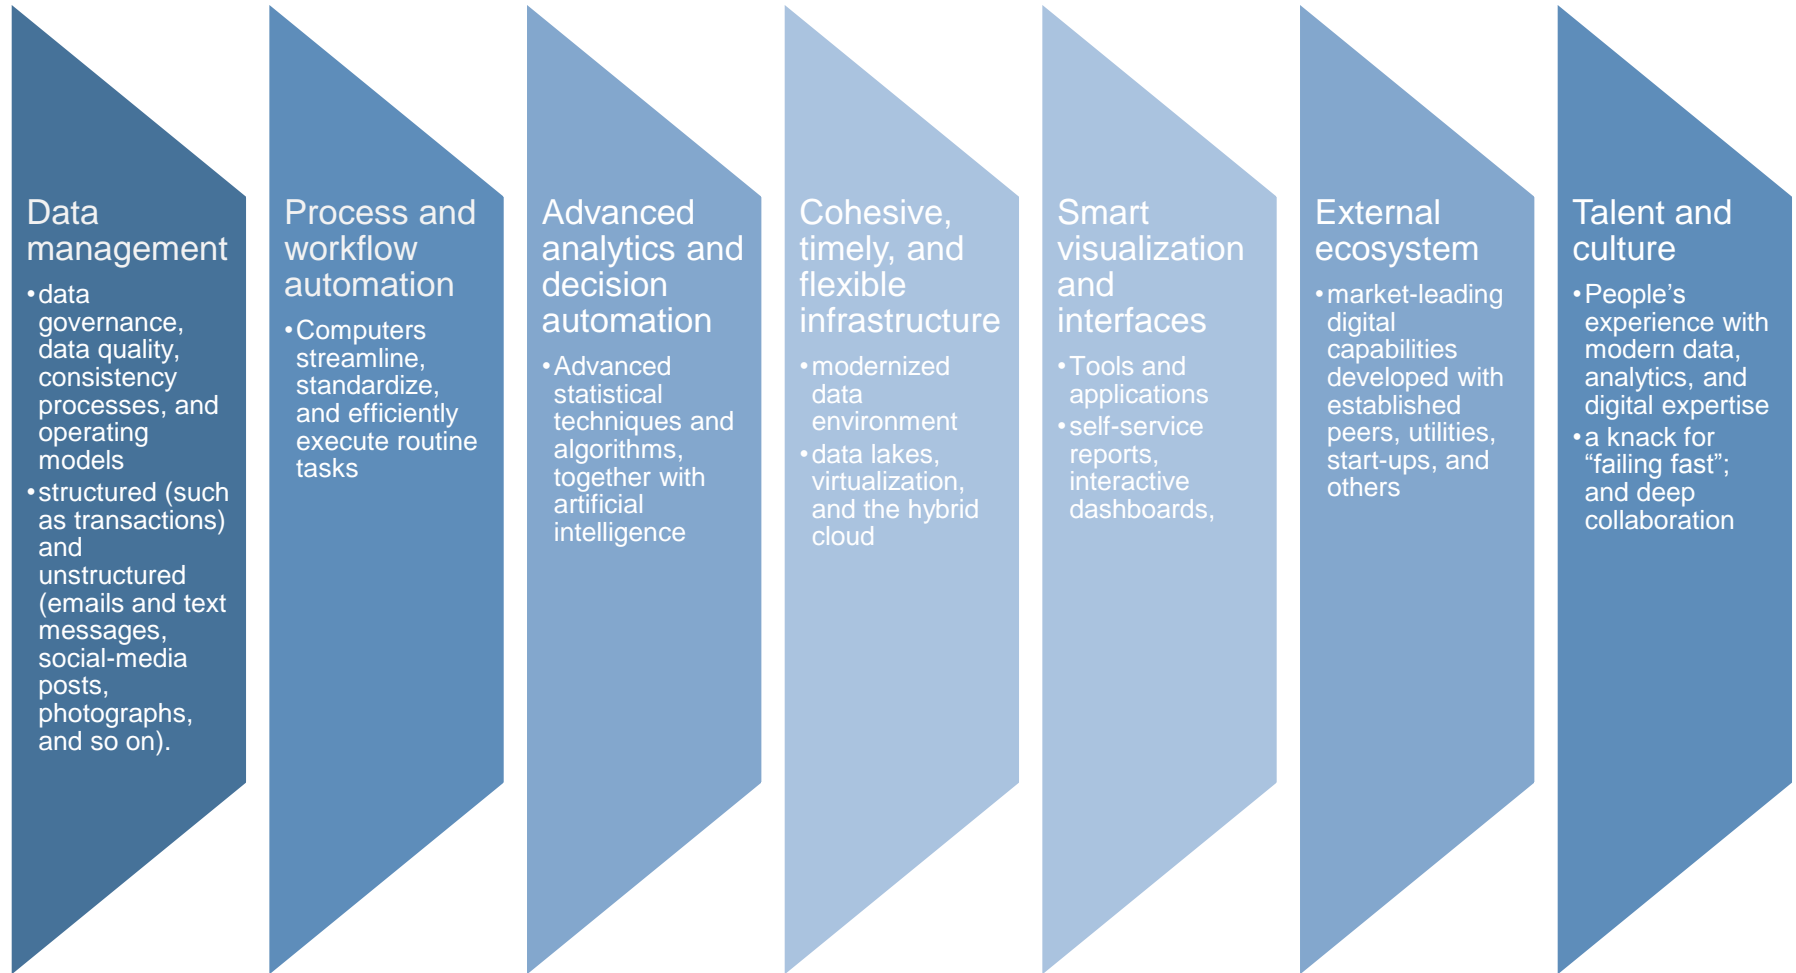 Data
management
•data
governance,
data quality,
consistency
processes, and
operating
models
•structured (such
as transactions)
and
unstructured
(emails and text
messages,
social-media
posts,
photographs,
and so on).
Process and
workflow
automation
•Computers
streamline,
standardize,
and efficiently
execute routine
tasks
Advanced
analytics and
decision
automation
•Advanced
statistical
techniques and
algorithms,
together with
artificial
intelligence
Cohesive,
timely, and
flexible
infrastructure
•modernized
data
environment
•data lakes,
virtualization,
and the hybrid
cloud
Smart
visualization
and
interfaces
•Tools and
applications
•self-service
reports,
interactive
dashboards,
External
ecosystem
•market-leading
digital
capabilities
developed with
established
peers, utilities,
start-ups, and
others
Talent and
culture
•People’s
experience with
modern data,
analytics, and
digital expertise
•a knack for
“failing fast”;
and deep
collaboration